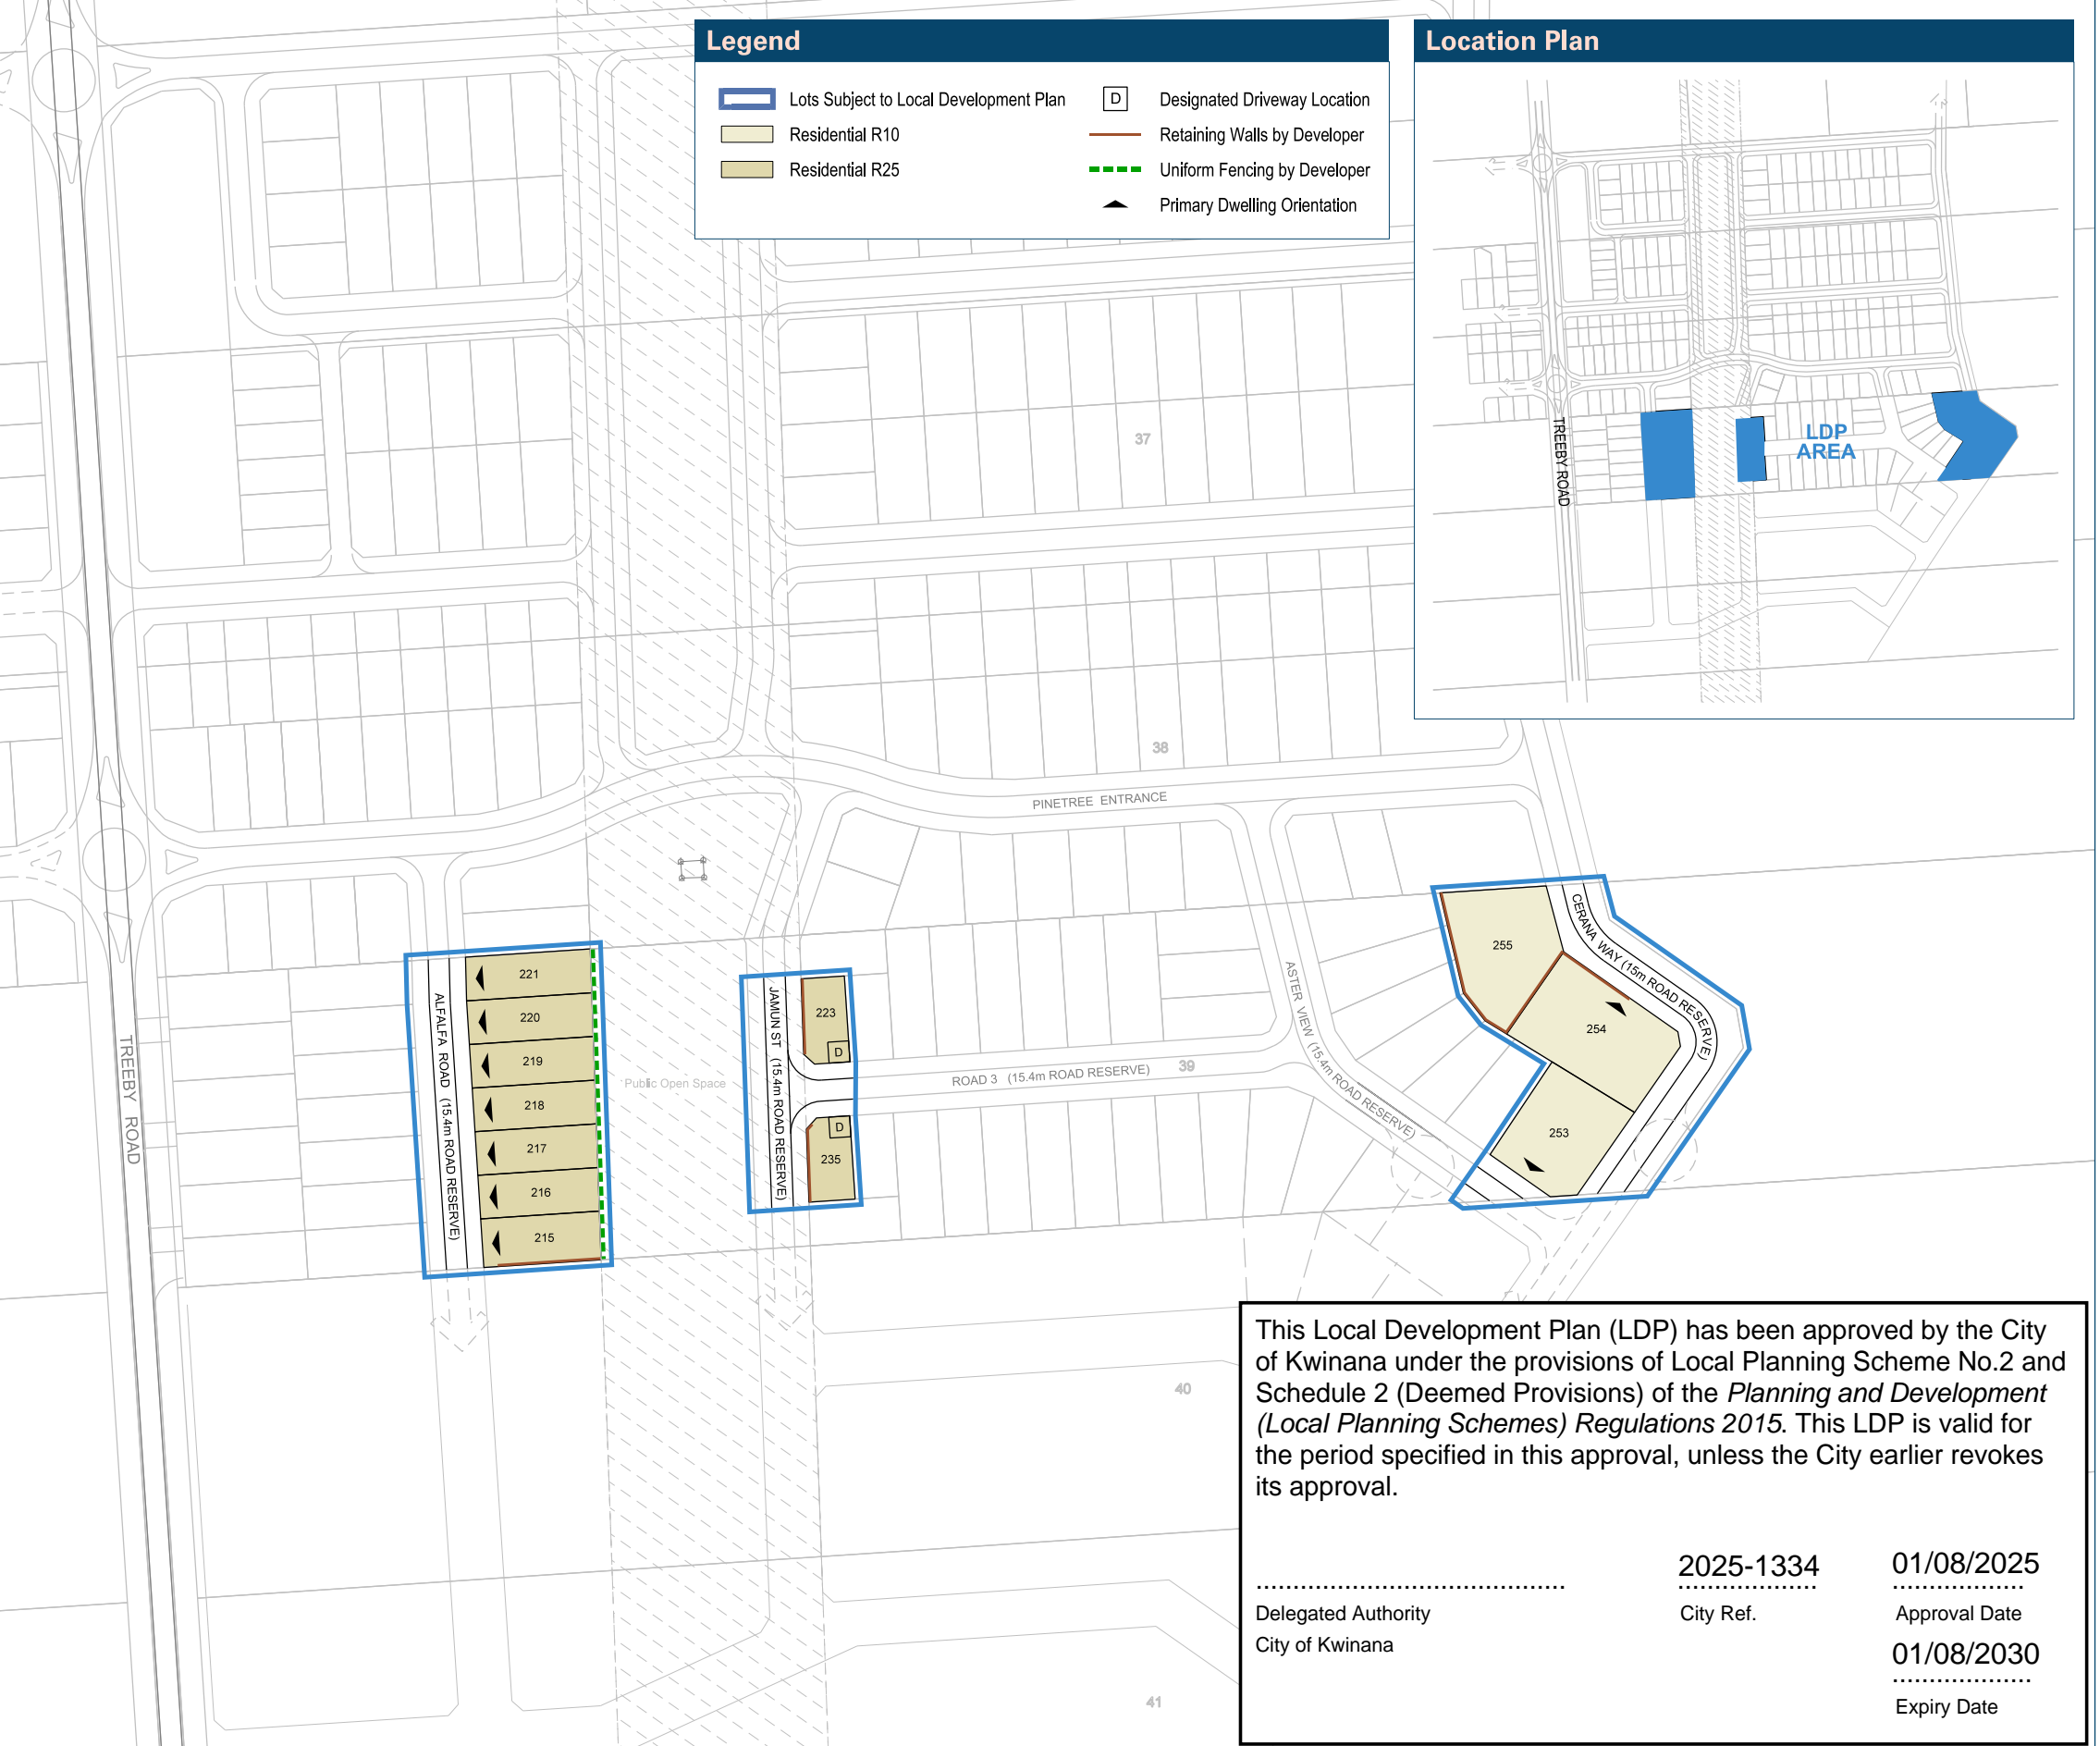 Legend
Lots Subject to Local Development Plan
Residential R10
Residential R25
D
Designated Driveway Location
Retaining Walls by Developer
Uniform Fencing by Developer
Primary Dwelling Orientation
Location Plan
TREEBY ROAD
LDP
AREA
37
38
PINETREE ENTRANCE
TREEBY ROAD
ALFALFA ROAD (15.4m ROAD RESERVE)
221
220
219
218
217
216
215
Public Open Space
JAMUN ST (15.4m ROAD RESERVE)
223
D
D
235
ROAD 3 (15.4m ROAD RESERVE)
39
ASTER VIEW (15.4m ROAD RESERVE)
CERANA WAY (15m ROAD RESERVE)
255
254
253
40
41
This Local Development Plan (LDP) has been approved by the City
of Kwinana under the provisions of Local Planning Scheme No.2 and
Schedule 2 (Deemed Provisions) of the Planning and Development
(Local Planning Schemes) Regulations 2015. This LDP is valid for
the period specified in this approval, unless the City earlier revokes
its approval.
2025-1334
01/08/2025
Delegated Authority
City Ref.
Approval Date
City of Kwinana
01/08/2030
Expiry Date